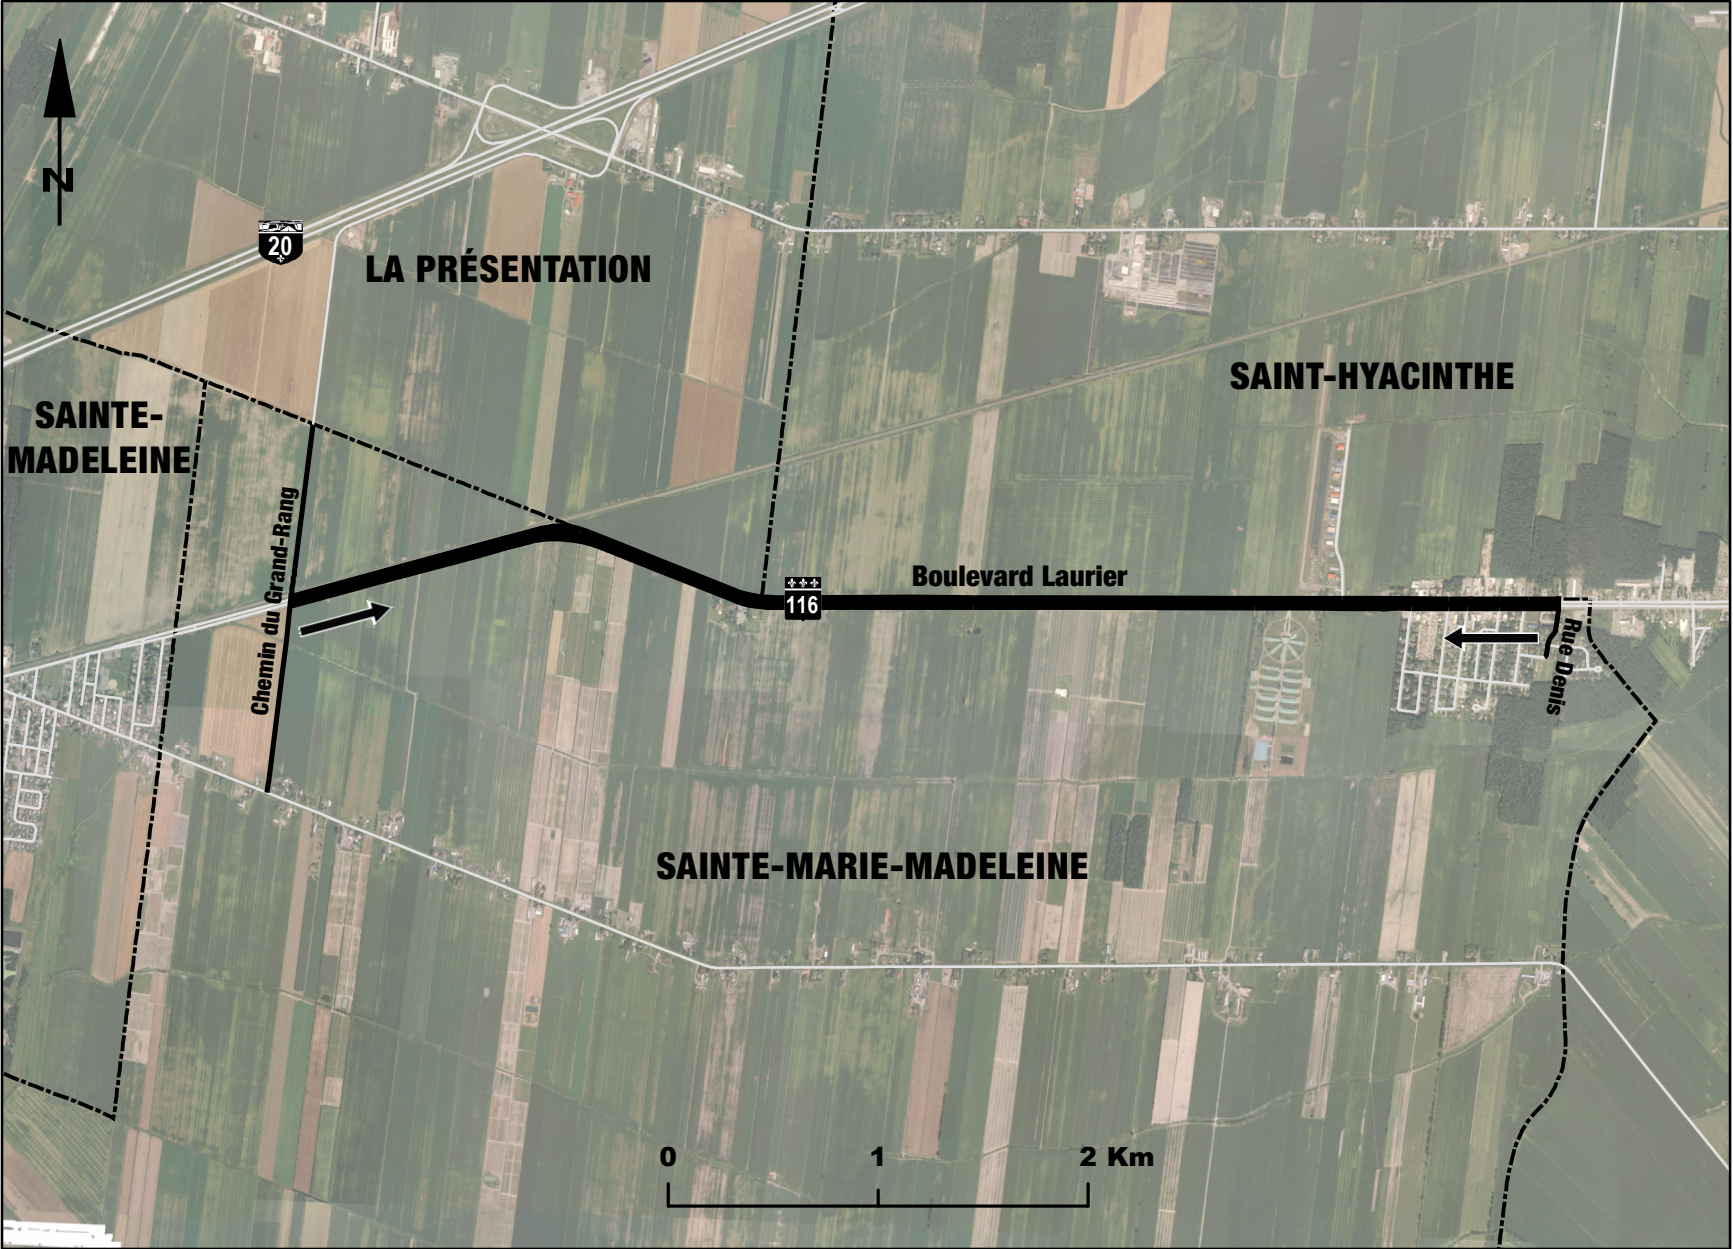 N
20
LA PRÉSENTATION
SAINT-HYACINTHE
SAINTE-
MADELEINE
Chemin du Grand-Rang
Boulevard Laurier
116
Rue Denis
SAINTE-MARIE-MADELEINE
0 1 2 Km